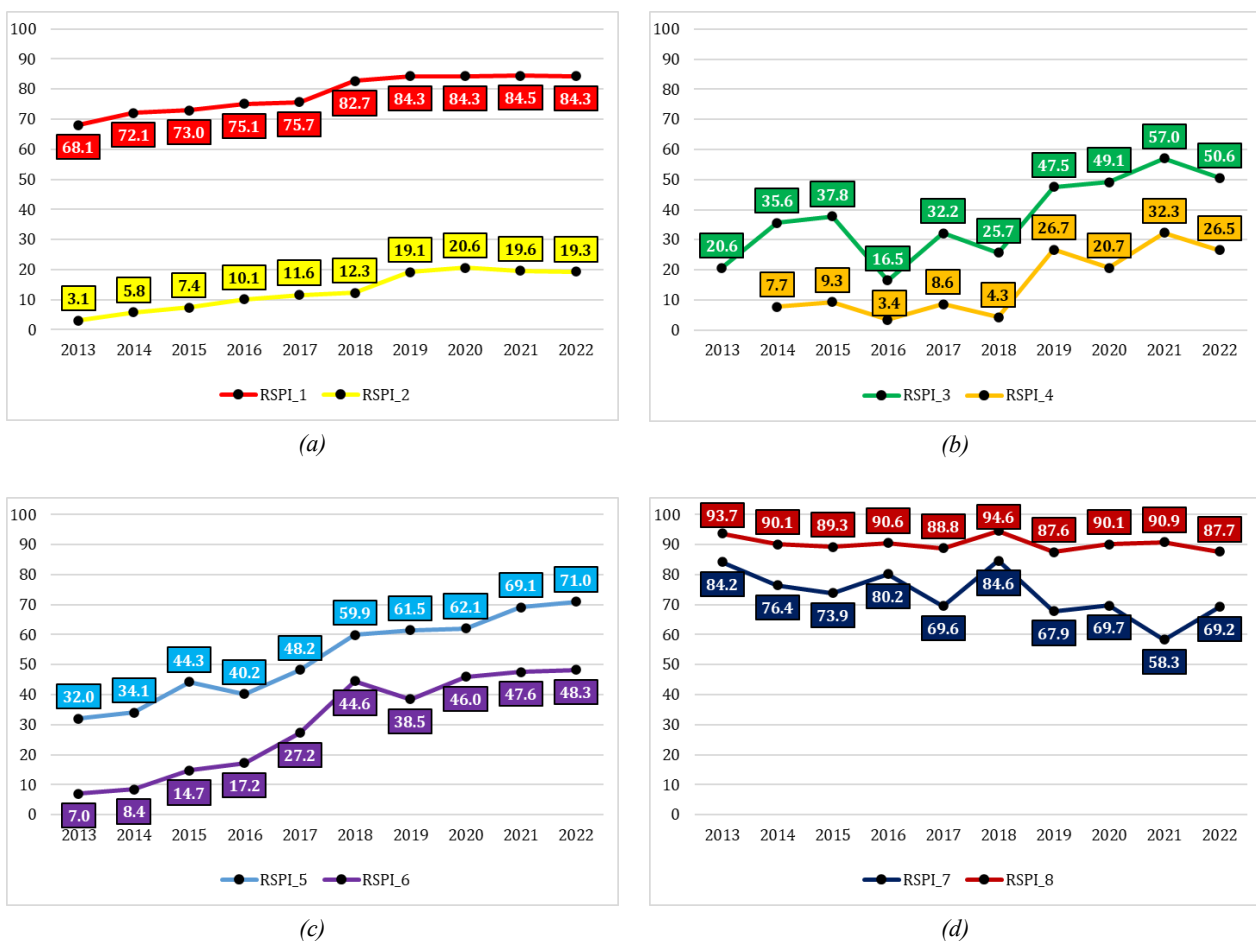 100
90
80
70
60
50
40
30
20
10
0
68.1 72.1 73.0 75.1 75.7 82.7 84.3 84.3 84.5 84.3
3.1 5.8 7.4 10.1 11.6 12.3 19.1 20.6 19.6 19.3
2013 2014 2015 2016 2017 2018 2019 2020 2021 2022
RSPI_1 RSPI_2
(a)
100
90
80
70
60
50
40
30
20
10
0
20.6 35.6 37.8 16.5 32.2 25.7 47.5 49.1 57.0 50.6
7.7 9.3 3.4 8.6 4.3 26.7 20.7 32.3 26.5
2013 2014 2015 2016 2017 2018 2019 2020 2021 2022
RSPI_3 RSPI_4
(b)
100
90
80
70
60
50
40
30
20
10
0
32.0 34.1 44.3 40.2 48.2 59.9 61.5 62.1 69.1 71.0
7.0 8.4 14.7 17.2 27.2 44.6 38.5 46.0 47.6 48.3
2013 2014 2015 2016 2017 2018 2019 2020 2021 2022
RSPI_5 RSPI_6
(c)
100
90
80
70
60
50
40
30
20
10
0
93.7 90.1 89.3 90.6 88.8 94.6 87.6 90.1 90.9 87.7
84.2 76.4 73.9 80.2 69.6 84.6 67.9 69.7 58.3 69.2
2013 2014 2015 2016 2017 2018 2019 2020 2021 2022
RSPI_7 RSPI_8
(d)